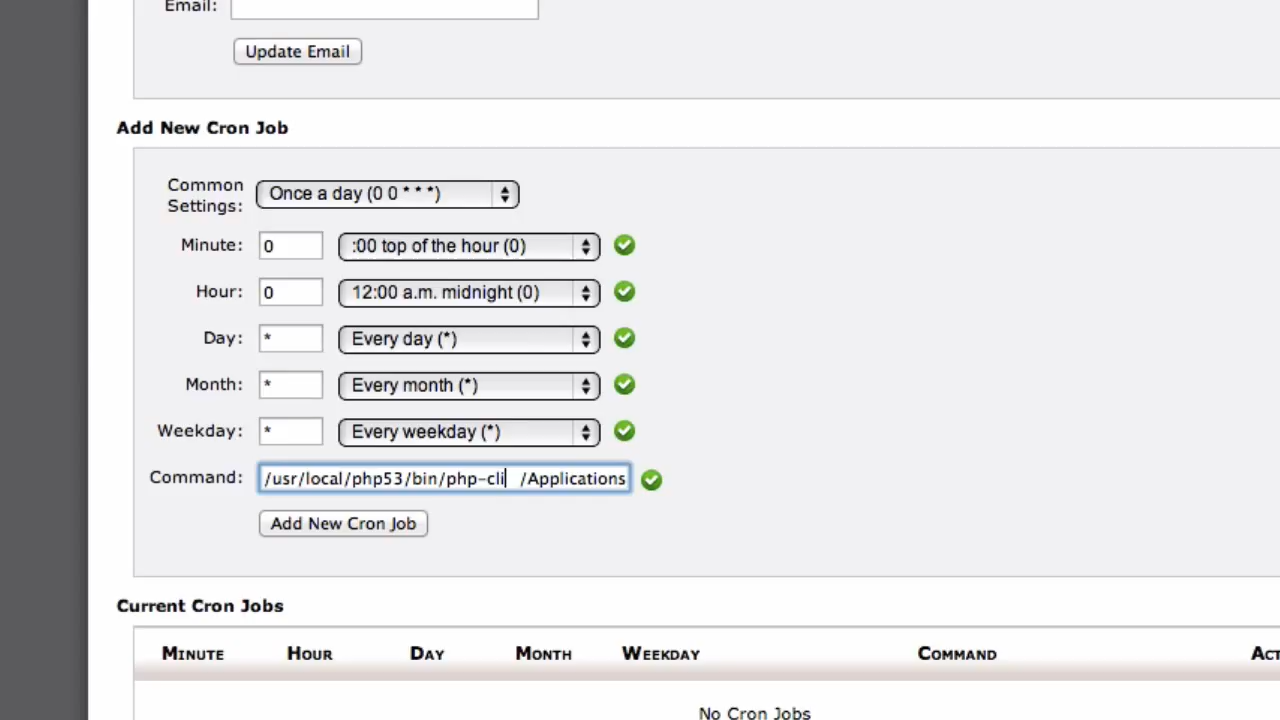 Email:
Update Email
Add New Cron Job
Common Settings: Once a day (0 0 * * *)
Minute: 0 :00 top of the hour (0)
Hour: 0 12:00 a.m. midnight (0)
Day: * Every day (*)
Month: * Every month (*)
Weekday: * Every weekday (*)
Command: /usr/local/php53/bin/php-cli  /Applications
Add New Cron Job
Current Cron Jobs
MINUTE HOUR DAY MONTH WEEKDAY COMMAND ACT
No Cron Jobs